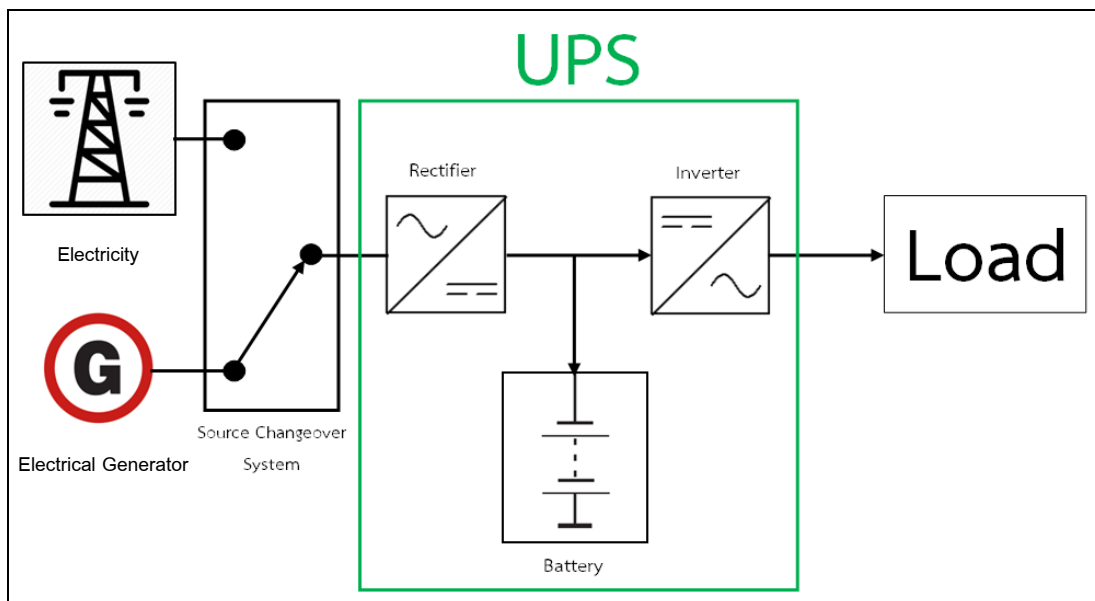 UPS
Electricity
G
Electrical Generator
Source Changeover
System
Rectifier
Inverter
Battery
Load